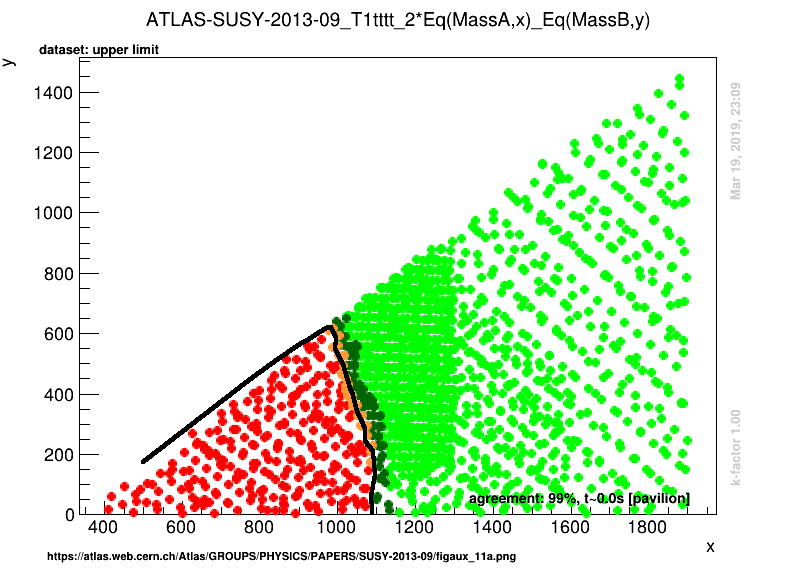 ATLAS-SUSY-2013-09_T1tttt_2*Eq(MassA,x)_Eq(MassB,y)
dataset: upper limit
y
1400
1200
1000
800
600
400
200
0
400 600 800 1000 1200 1400 1600 1800
x
agreement: 99%, t~0.0s [pavilion]
Mar 19, 2019, 23:09
k-factor 1.00
https://atlas.web.cern.ch/Atlas/GROUPS/PHYSICS/PAPERS/SUSY-2013-09/figaux_11a.png